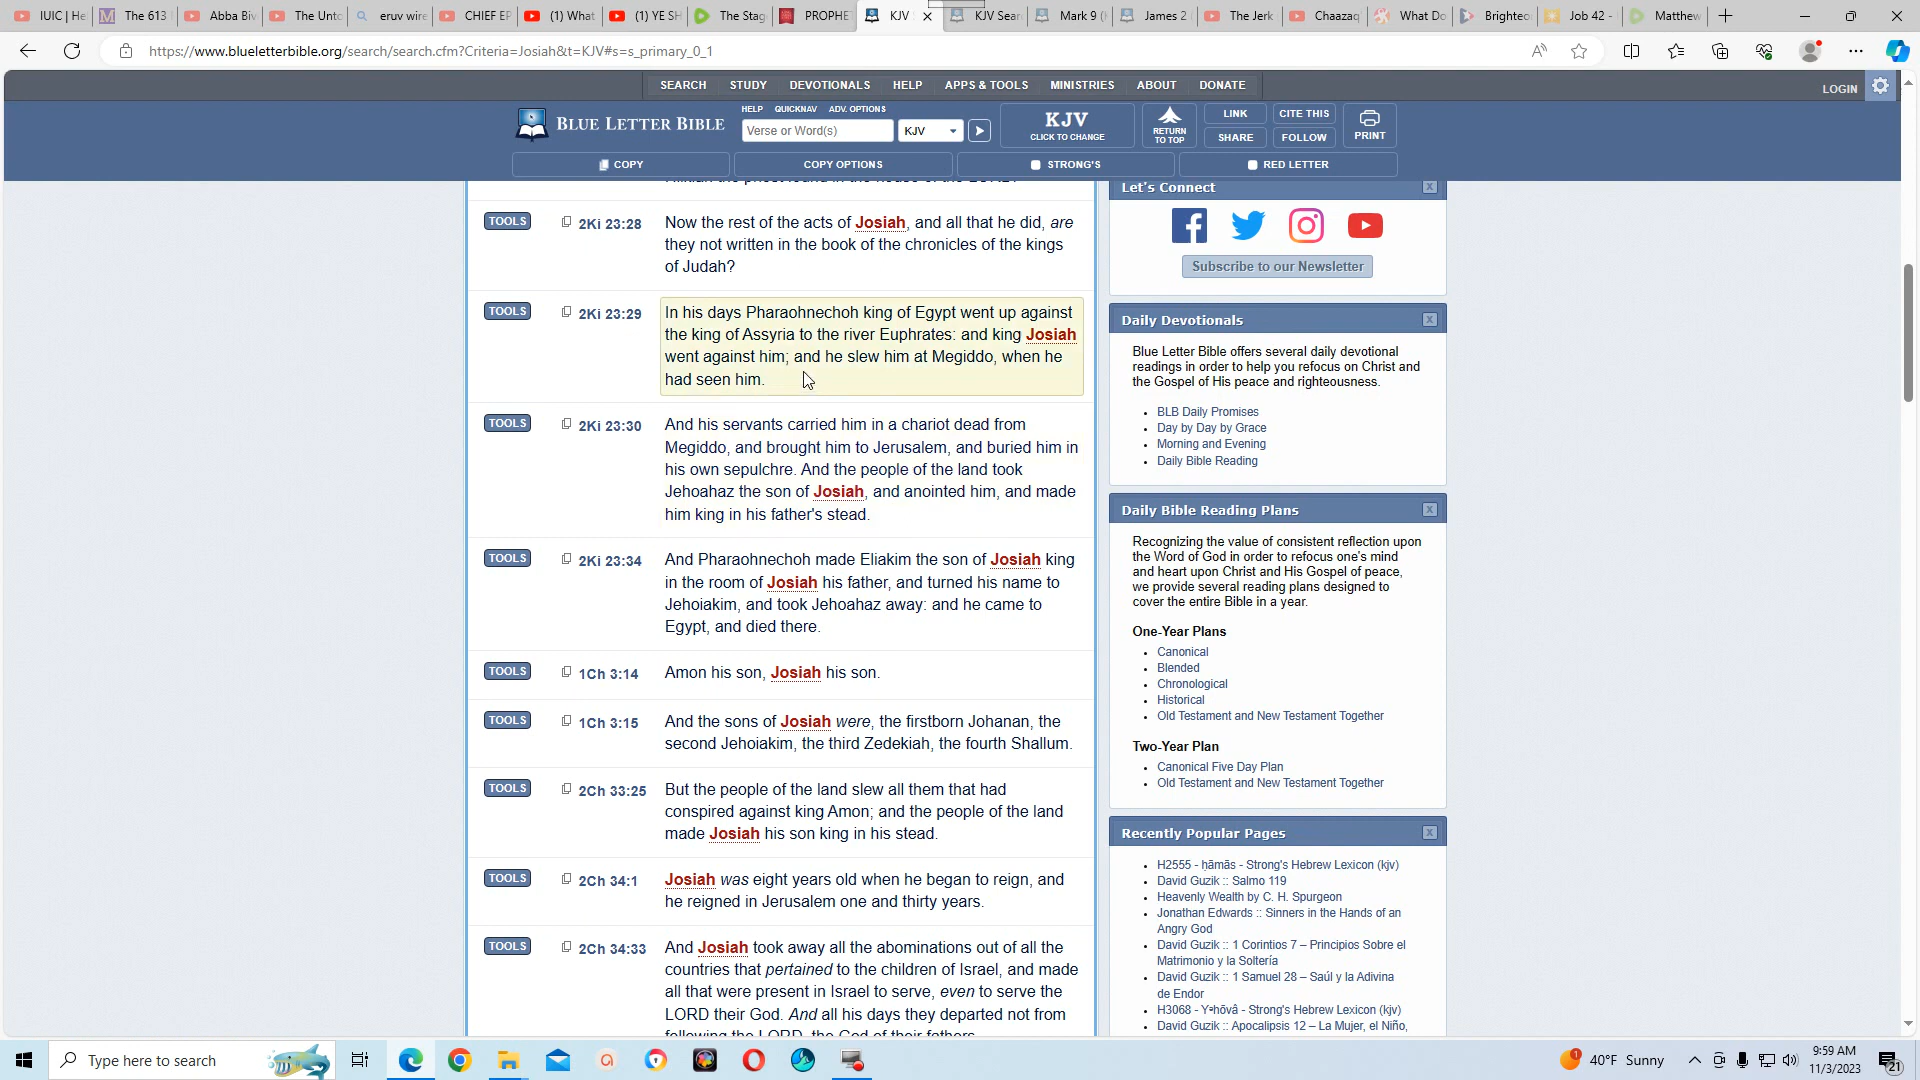 IUIC | He
The 613
Abba Biv
The Unto
eruv wire
CHIEF EP
(1) What
(1) YE SH
The Stag
PROPHE
KJV
KJV Sear
Mark 9 (
James 2 (
The Jerk
Chaazaq
What Do
Brighteo
Job 42 -
Matthew
https://www.blueletterbible.org/search/search.cfm?Criteria=Josiah&t=KJV#s=s_primary_0_1
SEARCH STUDY DEVOTIONALS HELP APPS & TOOLS MINISTRIES ABOUT DONATE
LOGIN
BLUE LETTER BIBLE
HELP QUICKNAV ADV. OPTIONS
Verse or Word(s) KJV
KJV
CLICK TO CHANGE
RETURN
TO TOP
LINK CITE THIS
SHARE FOLLOW
PRINT
COPY COPY OPTIONS STRONG'S RED LETTER
TOOLS 2Ki 23:28 Now the rest of the acts of Josiah, and all that he did, are
they not written in the book of the chronicles of the kings
of Judah?
TOOLS 2Ki 23:29 In his days Pharaohnechoh king of Egypt went up against
the king of Assyria to the river Euphrates: and king Josiah
went against him; and he slew him at Megiddo, when he
had seen him.
TOOLS 2Ki 23:30 And his servants carried him in a chariot dead from
Megiddo, and brought him to Jerusalem, and buried him in
his own sepulchre. And the people of the land took
Jehoahaz the son of Josiah, and anointed him, and made
him king in his father's stead.
TOOLS 2Ki 23:34 And Pharaohnechoh made Eliakim the son of Josiah king
in the room of Josiah his father, and turned his name to
Jehoiakim, and took Jehoahaz away: and he came to
Egypt, and died there.
TOOLS 1Ch 3:14 Amon his son, Josiah his son.
TOOLS 1Ch 3:15 And the sons of Josiah were, the firstborn Johanan, the
second Jehoiakim, the third Zedekiah, the fourth Shallum.
TOOLS 2Ch 33:25 But the people of the land slew all them that had
conspired against king Amon; and the people of the land
made Josiah his son king in his stead.
TOOLS 2Ch 34:1 Josiah was eight years old when he began to reign, and
he reigned in Jerusalem one and thirty years.
TOOLS 2Ch 34:33 And Josiah took away all the abominations out of all the
countries that pertained to the children of Israel, and made
all that were present in Israel to serve, even to serve the
LORD their God. And all his days they departed not from
following the LORD, the God of their fathers.
Let's Connect
Subscribe to our Newsletter
Daily Devotionals
Blue Letter Bible offers several daily devotional
readings in order to help you refocus on Christ and
the Gospel of His peace and righteousness.
BLB Daily Promises
Day by Day by Grace
Morning and Evening
Daily Bible Reading
Daily Bible Reading Plans
Recognizing the value of consistent reflection upon
the Word of God in order to refocus one's mind
and heart upon Christ and His Gospel of peace,
we provide several reading plans designed to
cover the entire Bible in a year.
One-Year Plans
Canonical
Blended
Chronological
Historical
Old Testament and New Testament Together
Two-Year Plan
Canonical Five Day Plan
Old Testament and New Testament Together
Recently Popular Pages
H2555 - ḥāmās - Strong's Hebrew Lexicon (kjv)
David Guzik :: Salmo 119
Heavenly Wealth by C. H. Spurgeon
Jonathan Edwards :: Sinners in the Hands of an
Angry God
David Guzik :: 1 Corintios 7 – Principios Sobre el
Matrimonio y la Soltería
David Guzik :: 1 Samuel 28 – Saúl y la Adivina
de Endor
H3068 - Yᵊhōvâ - Strong's Hebrew Lexicon (kjv)
David Guzik :: Apocalipsis 12 – La Mujer, el Niño,
Type here to search
1
40°F Sunny
9:59 AM
11/3/2023
21